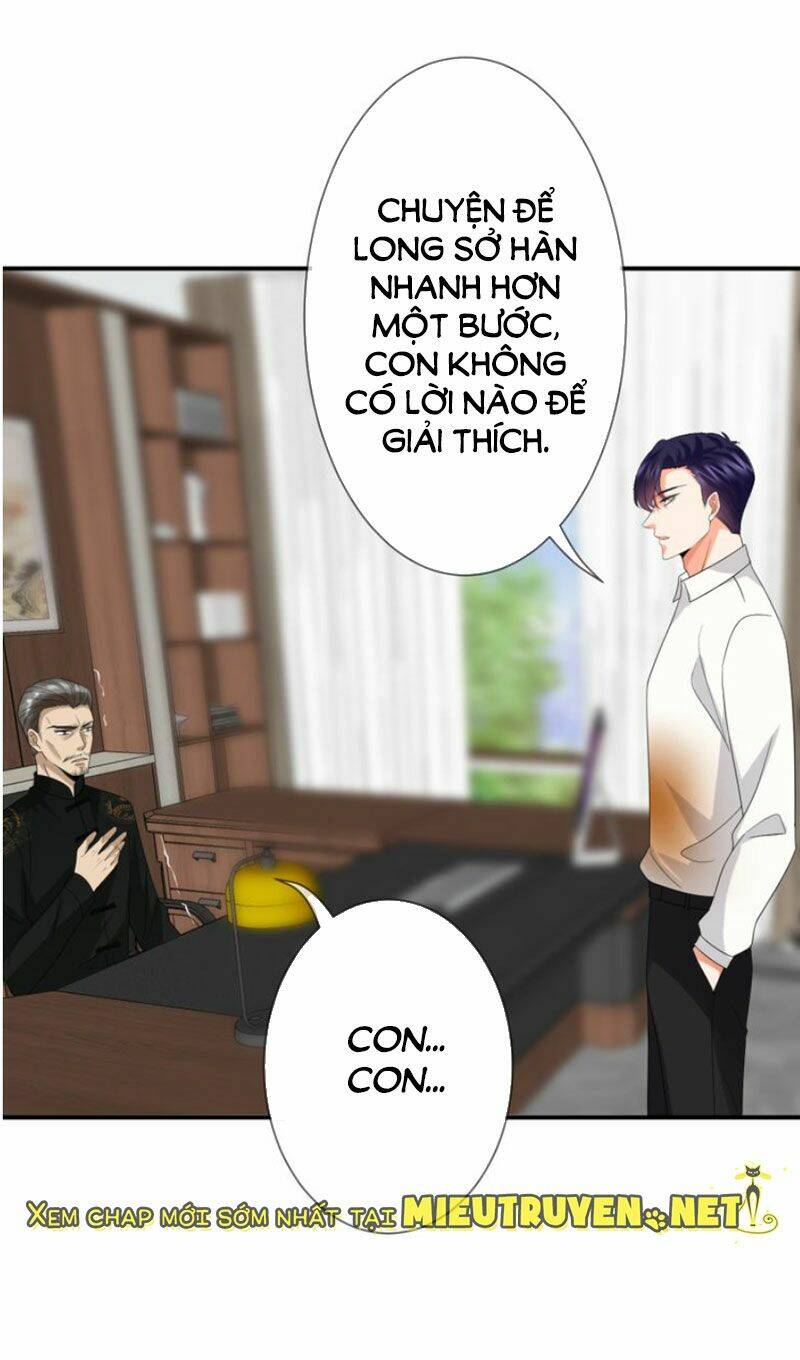 CHUYỆN ĐỂ
LONG SỞ HÀN
NHANH HƠN
MỘT BƯỚC,
CON KHÔNG
CÓ LỜI NÀO ĐỂ
GIẢI THÍCH.
CON...
CON...
XEM CHAP MỚI SỚM NHẤT TẠI MIEUTRUYEN.NET